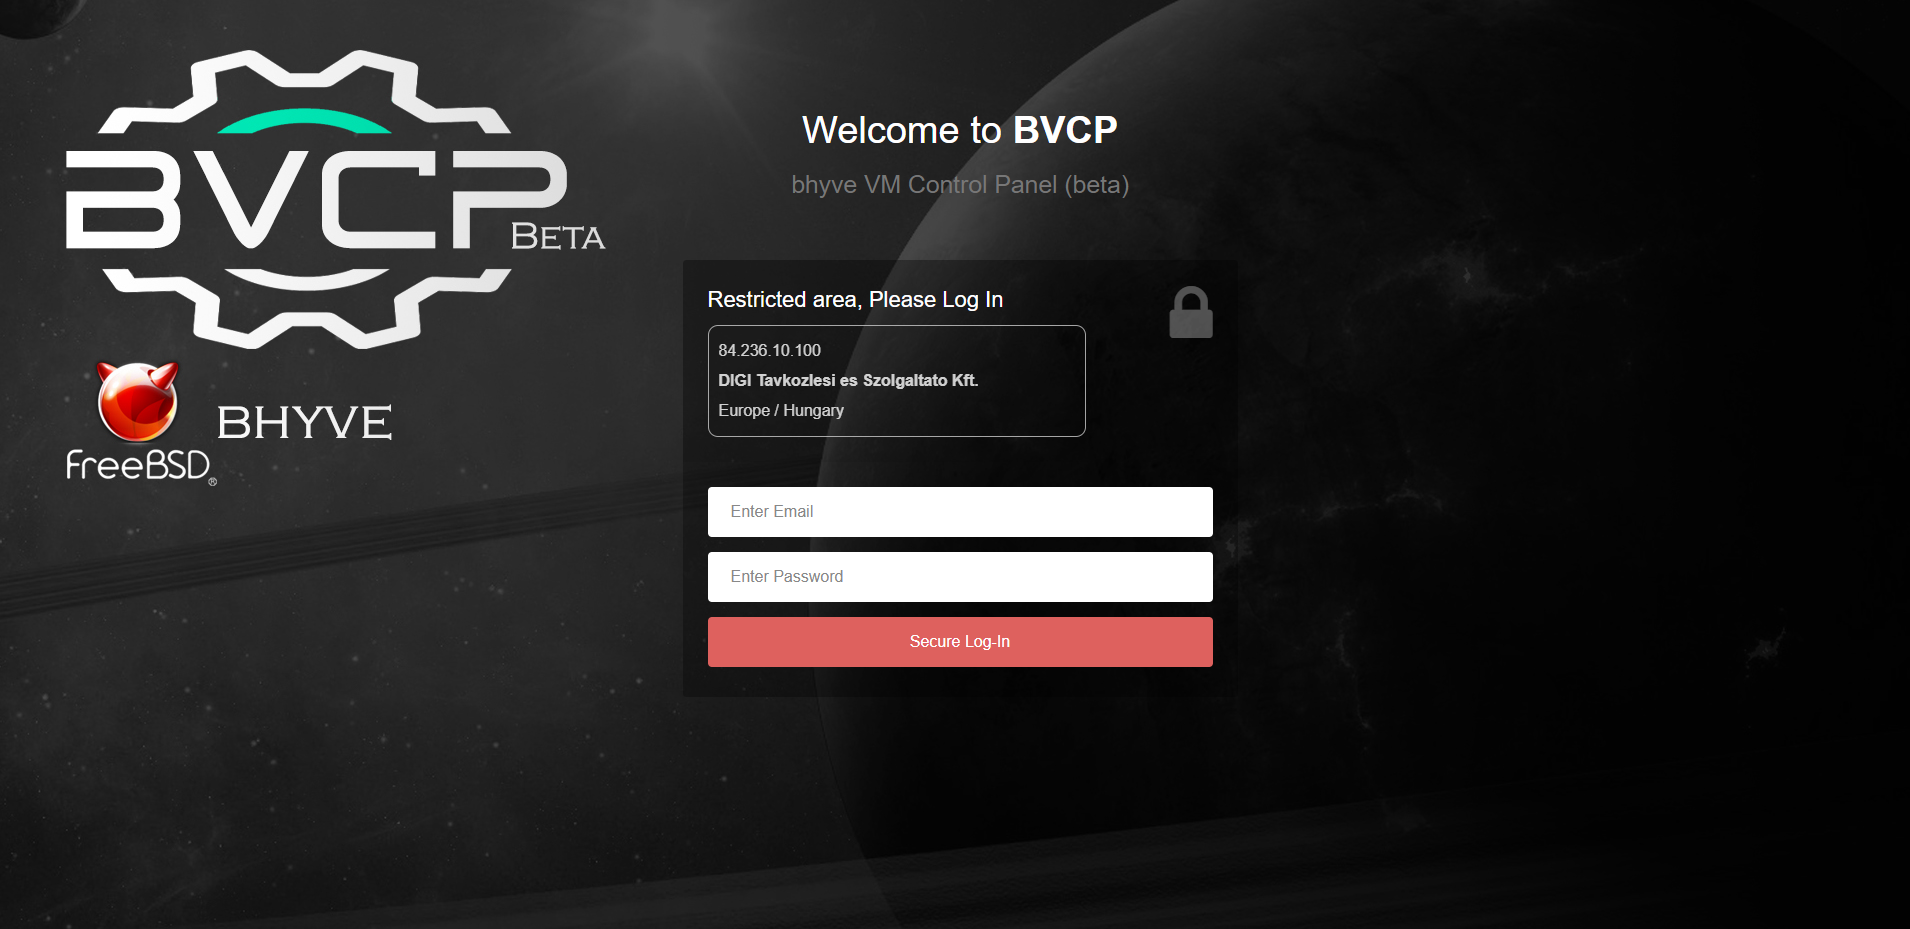 BVCP
BETA
FreeBSD®
BHYVE
Welcome to BVCP
bhyve VM Control Panel (beta)
Restricted area, Please Log In
84.236.10.100
DIGI Tavkozlesi es Szolgaltato Kft.
Europe / Hungary
Enter Email
Enter Password
Secure Log-In